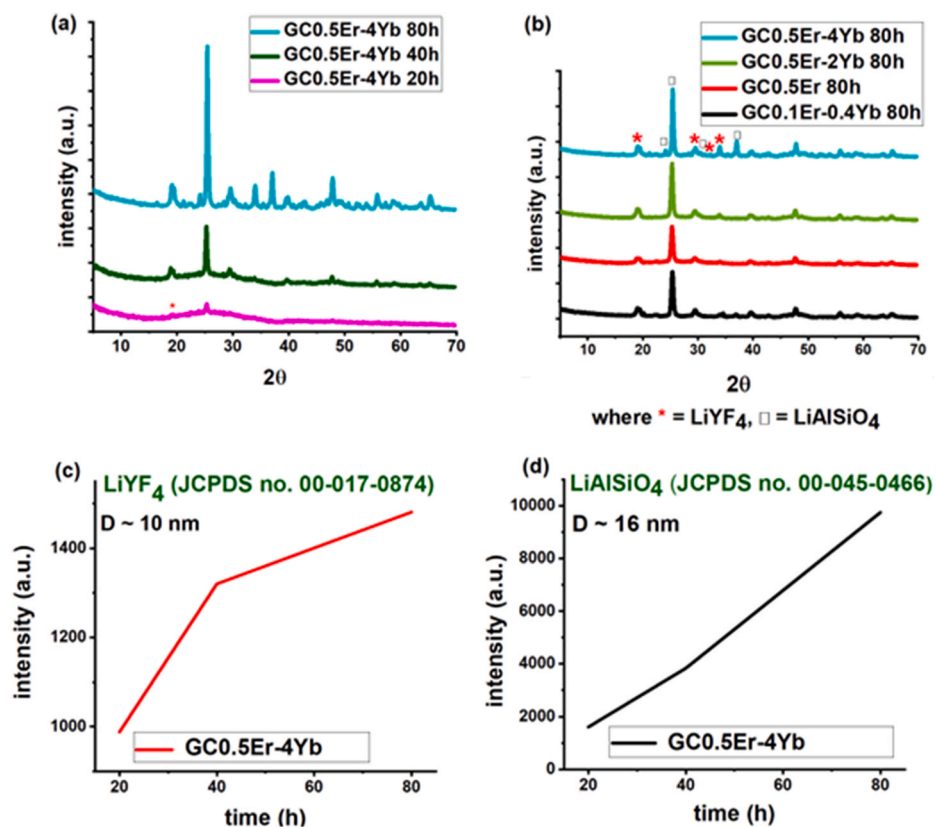 (a)
GC0.5Er-4Yb 80h
GC0.5Er-4Yb 40h
GC0.5Er-4Yb 20h
intensity (a.u.)
*
10 20 30 40 50 60 70
2θ
(b)
GC0.5Er-4Yb 80h
GC0.5Er-2Yb 80h
GC0.5Er 80h
GC0.1Er-0.4Yb 80h
intensity (a.u.)
* □ □ * □ * * □
10 20 30 40 50 60 70
2θ
where * = LiYF4, □ = LiAlSiO4
(c)
LiYF4 (JCPDS no. 00-017-0874)
D ~ 10 nm
intensity (a.u.)
1400
1200
1000
GC0.5Er-4Yb
20 40 60 80
time (h)
(d)
LiAlSiO4 (JCPDS no. 00-045-0466)
D ~ 16 nm
intensity (a.u.)
10000
8000
6000
4000
2000
0
GC0.5Er-4Yb
20 40 60 80
time (h)